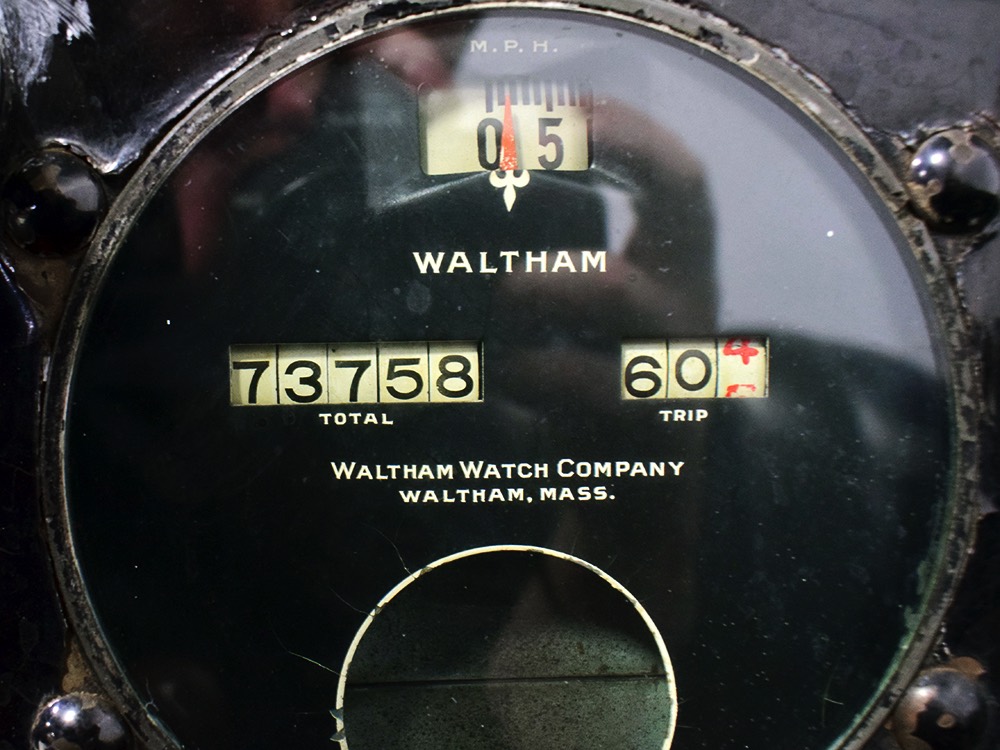 M.P.H.
0 5
WALTHAM
73758 60
TOTAL TRIP
WALTHAM WATCH COMPANY
WALTHAM, MASS.